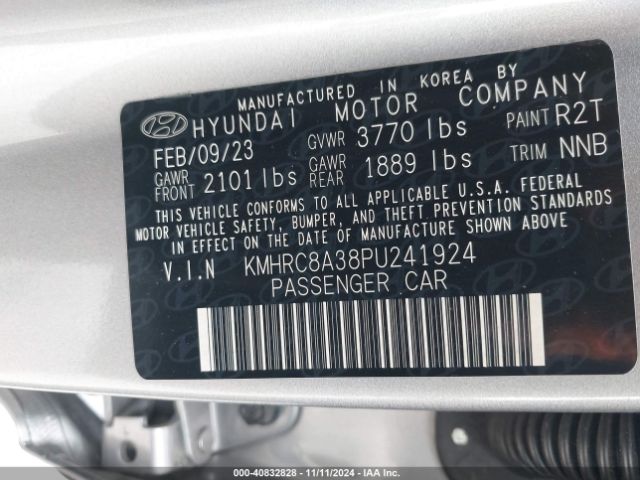 MANUFACTURED IN KOREA BY
HYUNDAI MOTOR COMPANY
FEB/09/23 GVWR 3770 lbs PAINT R2T
GAWR FRONT 2101 lbs GAWR REAR 1889 lbs TRIM NNB
THIS VEHICLE CONFORMS TO ALL APPLICABLE U.S.A. FEDERAL
MOTOR VEHICLE SAFETY, BUMPER, AND THEFT PREVENTION STANDARDS
IN EFFECT ON THE DATE OF MANUFACTURE SHOWN ABOVE
V.I.N KMHRC8A38PU241924
PASSENGER CAR
000-40832828 - 11/11/2024 - IAA Inc.